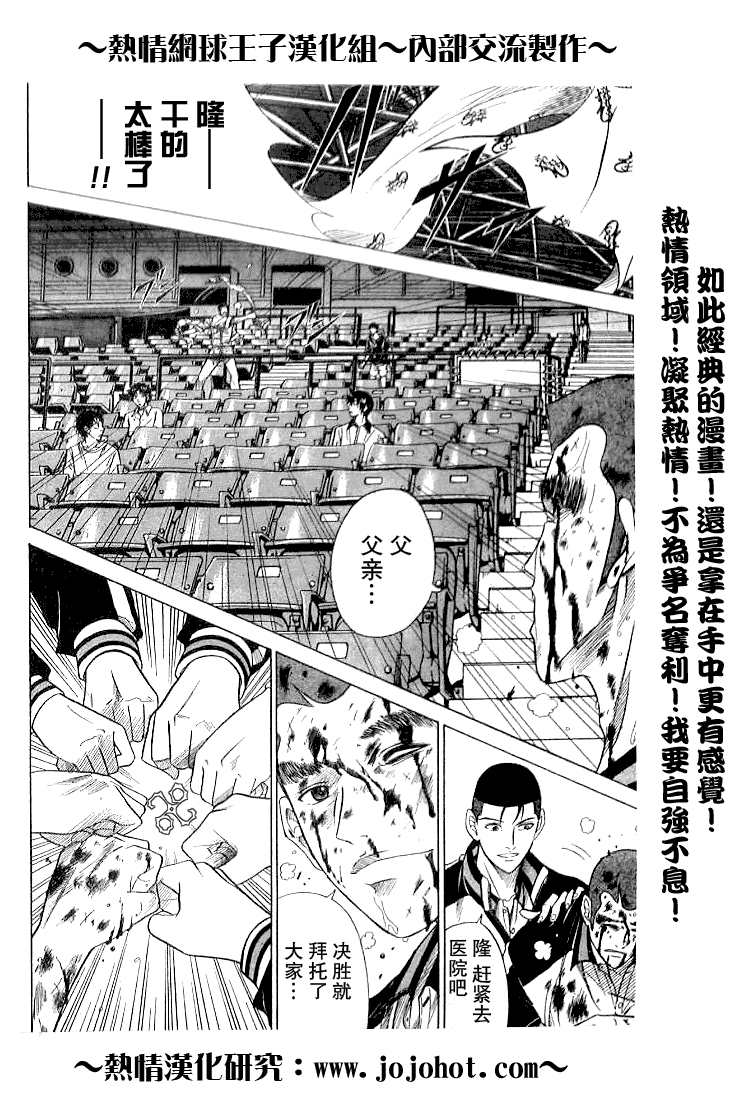 ～熱情網球王子漢化組～內部交流製作～
隆——
干的
太棒了
——!!
如此經典的漫畫！還是拿在手中更有感覺！
熱情領域！凝聚熱情！不為爭名奪利！我要自強不息！
父
父亲…
隆 赶紧去
医院吧
决胜就
拜托了
大家…
～熱情漢化研究：www.jojohot.com～